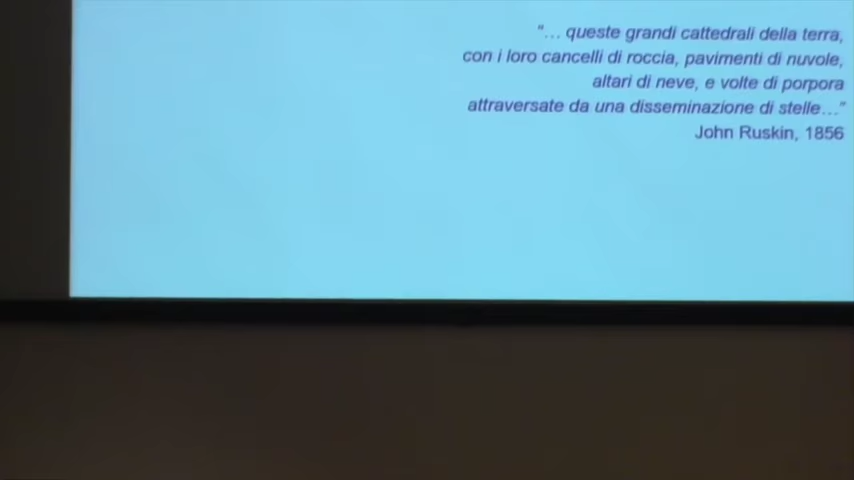 “... queste grandi cattedrali della terra,
con i loro cancelli di roccia, pavimenti di nuvole,
altari di neve, e volte di porpora
attraversate da una disseminazione di stelle...”
John Ruskin, 1856